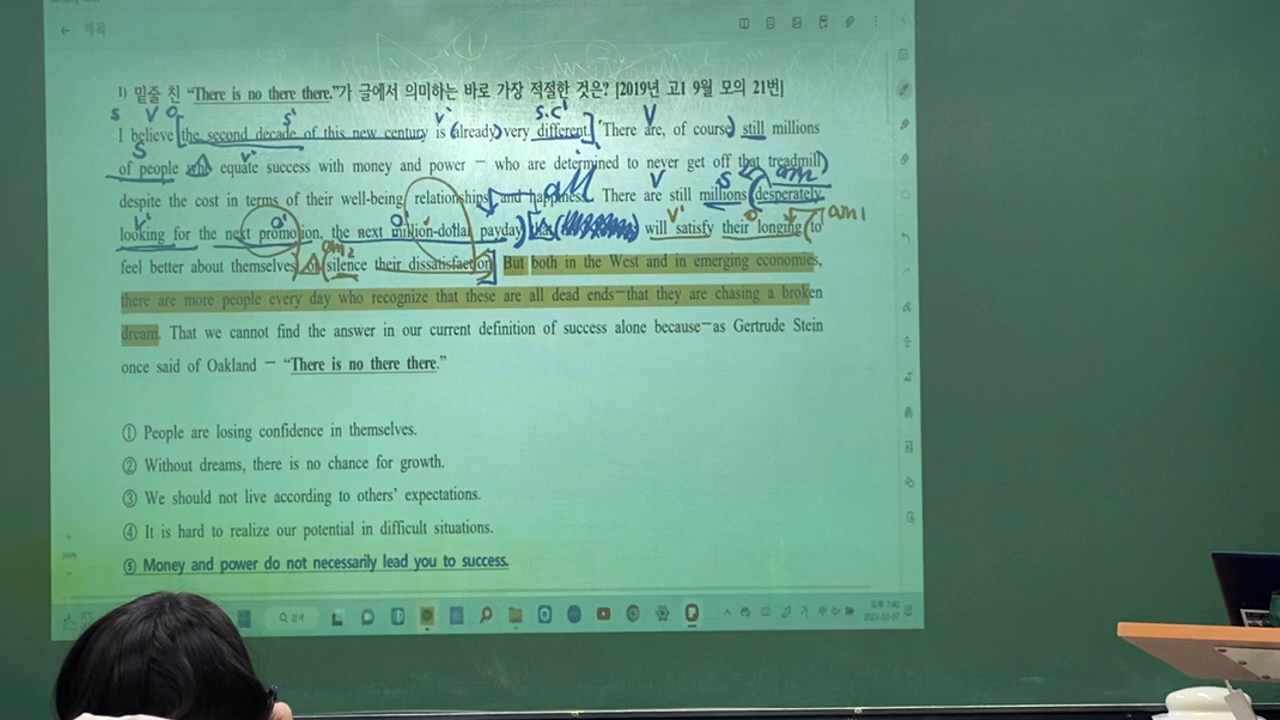 제목
1) 밑줄 친 “There is no there there.”가 글에서 의미하는 바로 가장 적절한 것은? [2019년 고1 9월 모의 21번]
S V O S' V' S.C' V
I believe [the second decade of this new century is (already) very different.] There are, of course) still millions
S V'
of people who equate success with money and power — who are determined to never get off that treadmill)
despite the cost in terms of their well-being, relationships, and happiness. There are still millions (desperately
V' O' O' V' O' am1
looking for the next promotion, the next million-dollar payday) [that will satisfy their longing (to
am2
feel better about themselves, or (silence their dissatisfaction)] But both in the West and in emerging economies,
there are more people every day who recognize that these are all dead ends—that they are chasing a broken
dream. That we cannot find the answer in our current definition of success alone because—as Gertrude Stein
once said of Oakland — “There is no there there.”
① People are losing confidence in themselves.
② Without dreams, there is no chance for growth.
③ We should not live according to others’ expectations.
④ It is hard to realize our potential in difficult situations.
⑤ Money and power do not necessarily lead you to success.
검색
오후 7:40